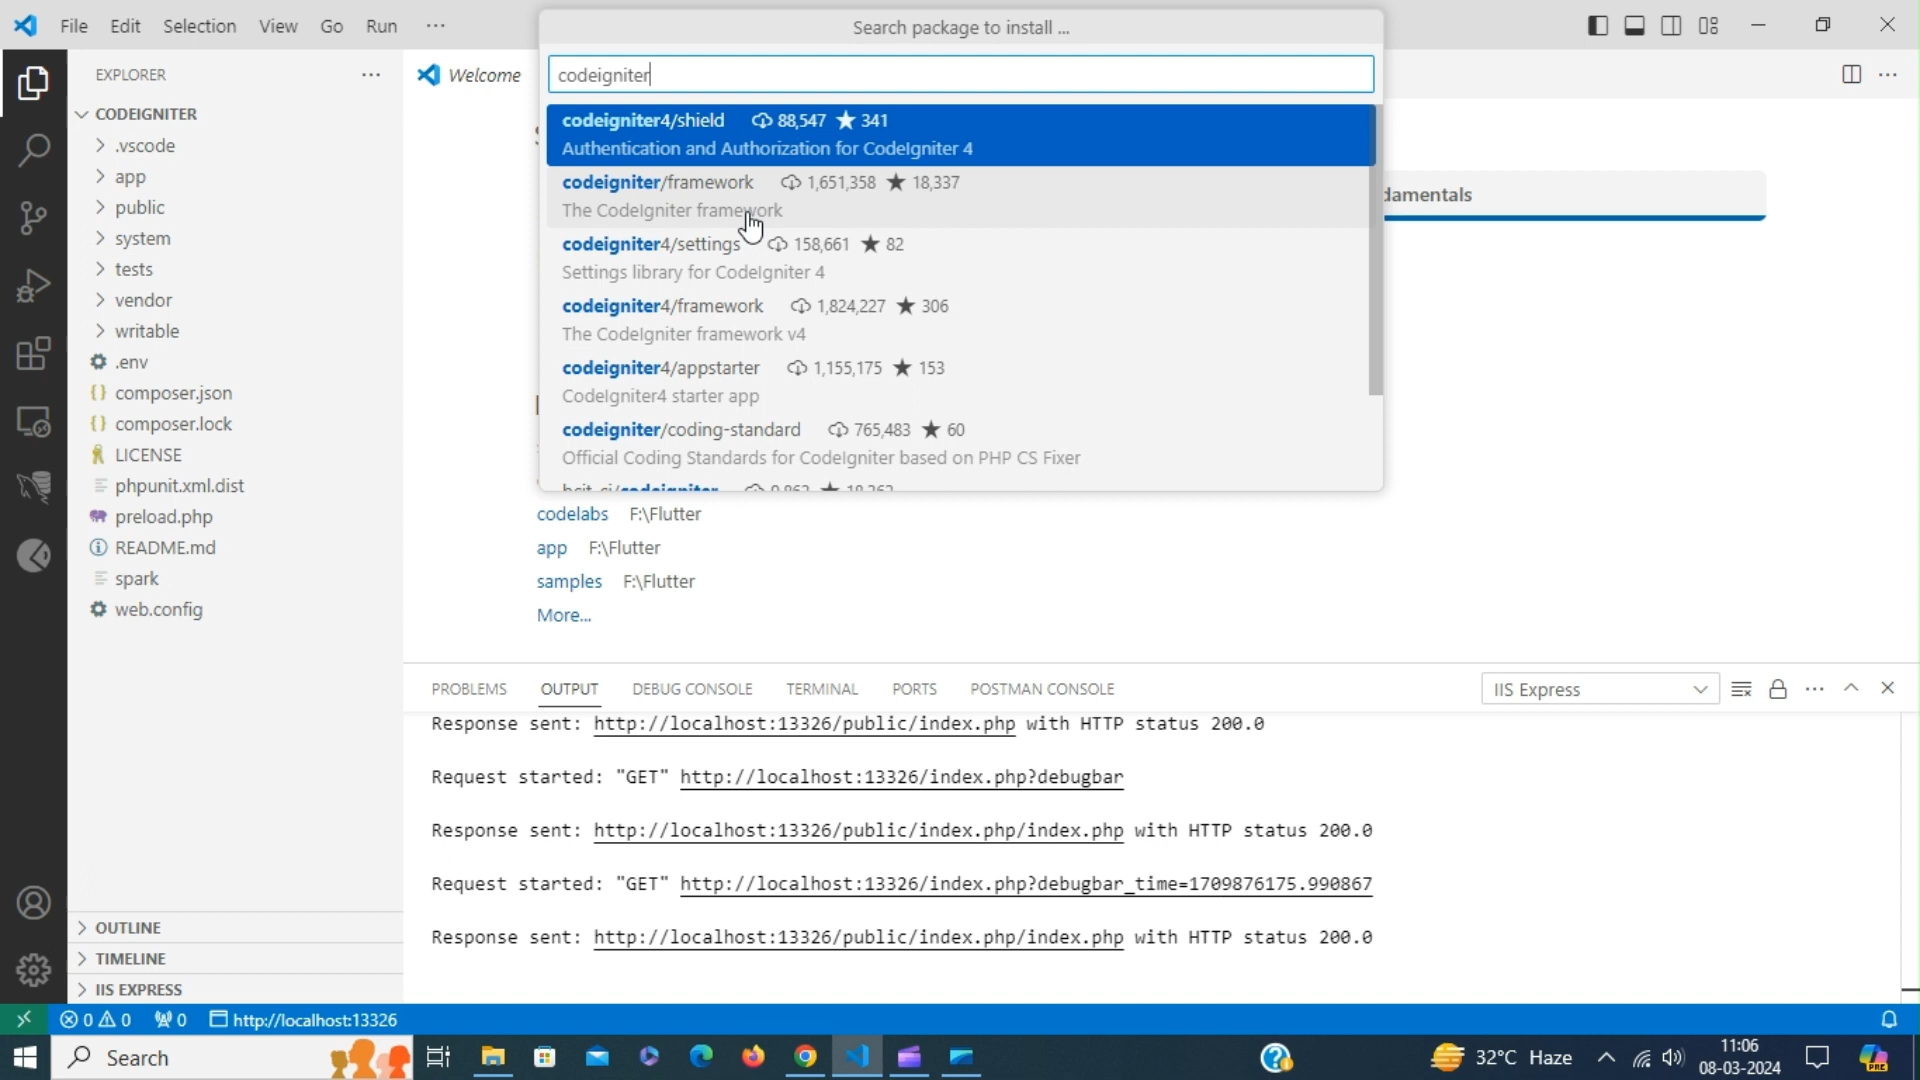 File Edit Selection View Go Run ...
Search package to install ...
codeigniter
EXPLORER
Welcome
CODEIGNITER
.vscode
app
public
system
tests
vendor
writable
.env
composer.json
composer.lock
LICENSE
phpunit.xml.dist
preload.php
README.md
spark
web.config
OUTLINE
TIMELINE
IIS EXPRESS
codeigniter4/shield 88,547 341
Authentication and Authorization for CodeIgniter 4
codeigniter/framework 1,651,358 18,337
The CodeIgniter framework
codeigniter4/settings 158,661 82
Settings library for CodeIgniter 4
codeigniter4/framework 1,824,227 306
The CodeIgniter framework v4
codeigniter4/appstarter 1,155,175 153
CodeIgniter4 starter app
codeigniter/coding-standard 765,483 60
Official Coding Standards for CodeIgniter based on PHP CS Fixer
damentals
codelabs F:\Flutter
app F:\Flutter
samples F:\Flutter
More...
PROBLEMS OUTPUT DEBUG CONSOLE TERMINAL PORTS POSTMAN CONSOLE
IIS Express
Response sent: http://localhost:13326/public/index.php with HTTP status 200.0
Request started: "GET" http://localhost:13326/index.php?debugbar
Response sent: http://localhost:13326/public/index.php/index.php with HTTP status 200.0
Request started: "GET" http://localhost:13326/index.php?debugbar_time=1709876175.990867
Response sent: http://localhost:13326/public/index.php/index.php with HTTP status 200.0
0 0 0 http://localhost:13326
Search
32°C Haze
11:06
08-03-2024
PRE